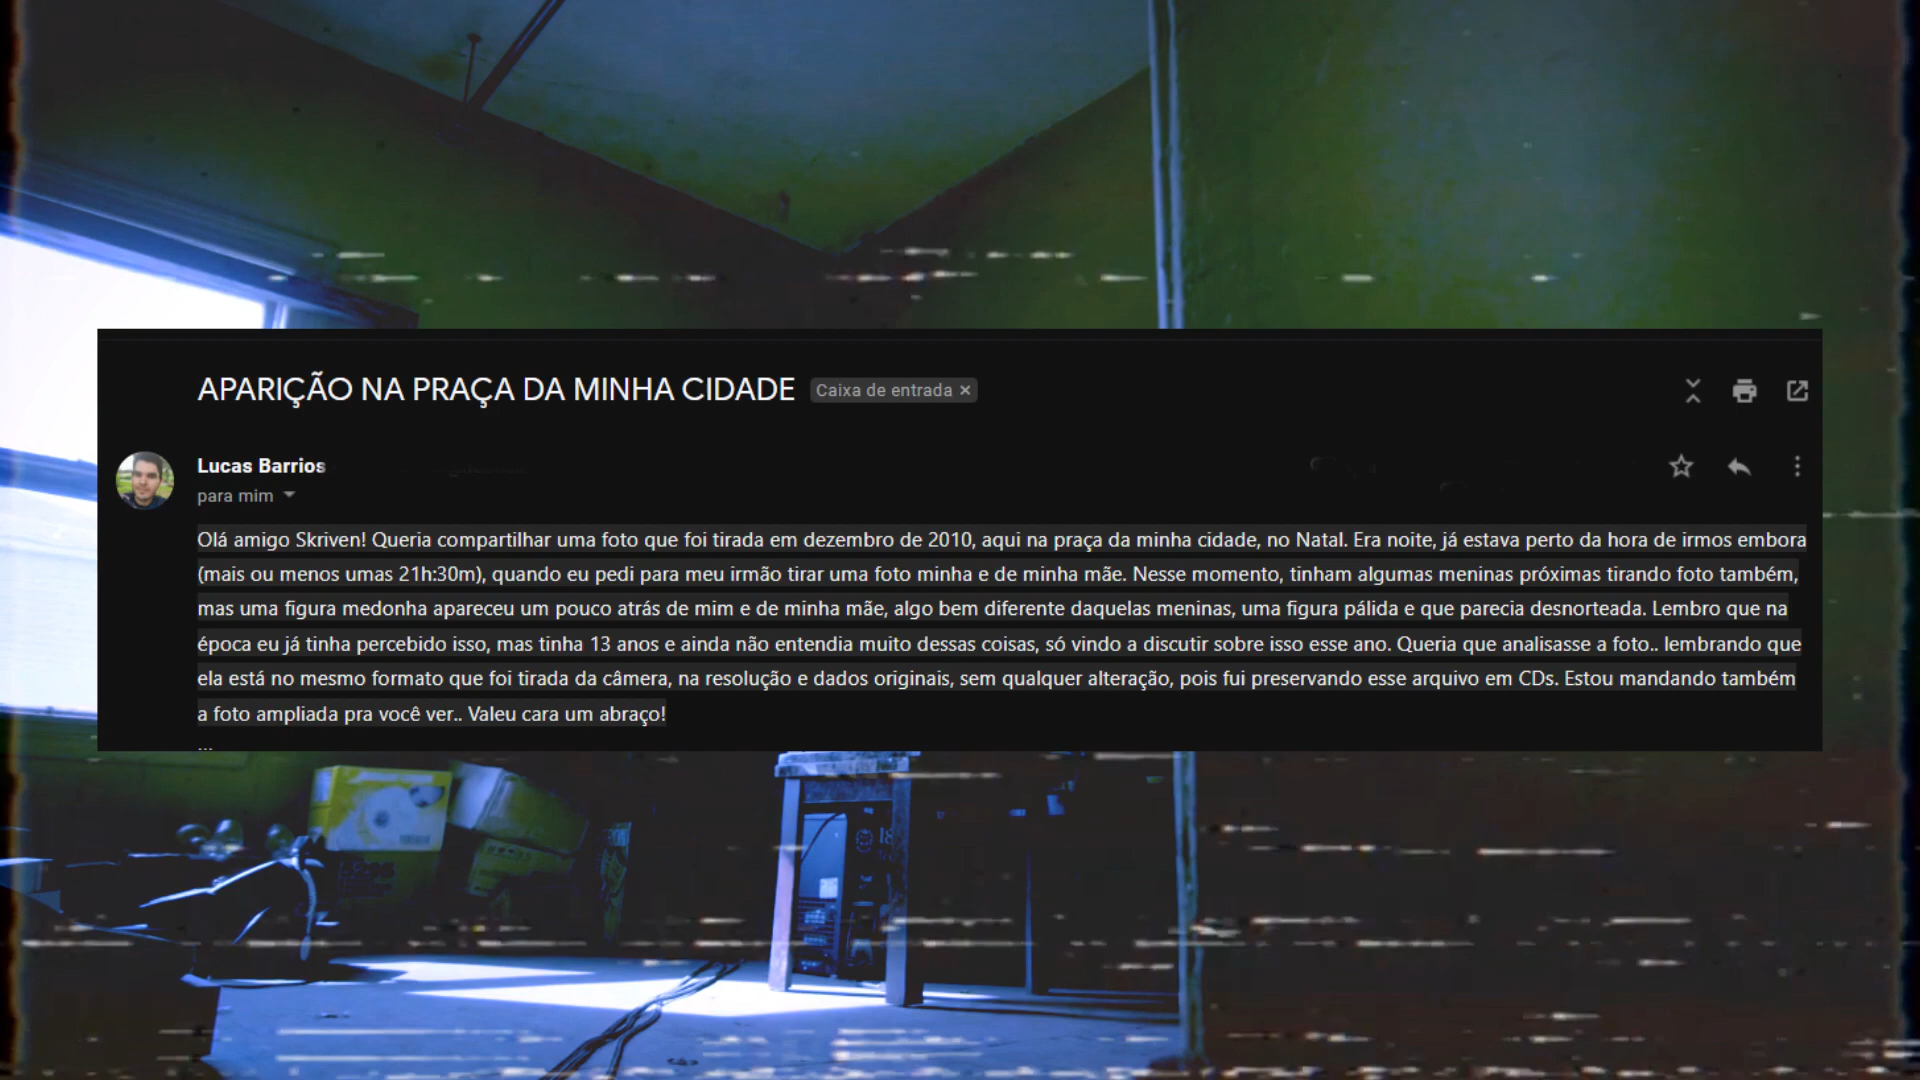 APARIÇÃO NA PRAÇA DA MINHA CIDADE Caixa de entrada ×
Lucas Barrios
para mim
Olá amigo Skriven! Queria compartilhar uma foto que foi tirada em dezembro de 2010, aqui na praça da minha cidade, no Natal. Era noite, já estava perto da hora de irmos embora
(mais ou menos umas 21h:30m), quando eu pedi para meu irmão tirar uma foto minha e de minha mãe. Nesse momento, tinham algumas meninas próximas tirando foto também,
mas uma figura medonha apareceu um pouco atrás de mim e de minha mãe, algo bem diferente daquelas meninas, uma figura pálida e que parecia desnorteada. Lembro que na
época eu já tinha percebido isso, mas tinha 13 anos e ainda não entendia muito dessas coisas, só vindo a discutir sobre isso esse ano. Queria que analisasse a foto.. lembrando que
ela está no mesmo formato que foi tirada da câmera, na resolução e dados originais, sem qualquer alteração, pois fui preservando esse arquivo em CDs. Estou mandando também
a foto ampliada pra você ver.. Valeu cara um abraço!
...